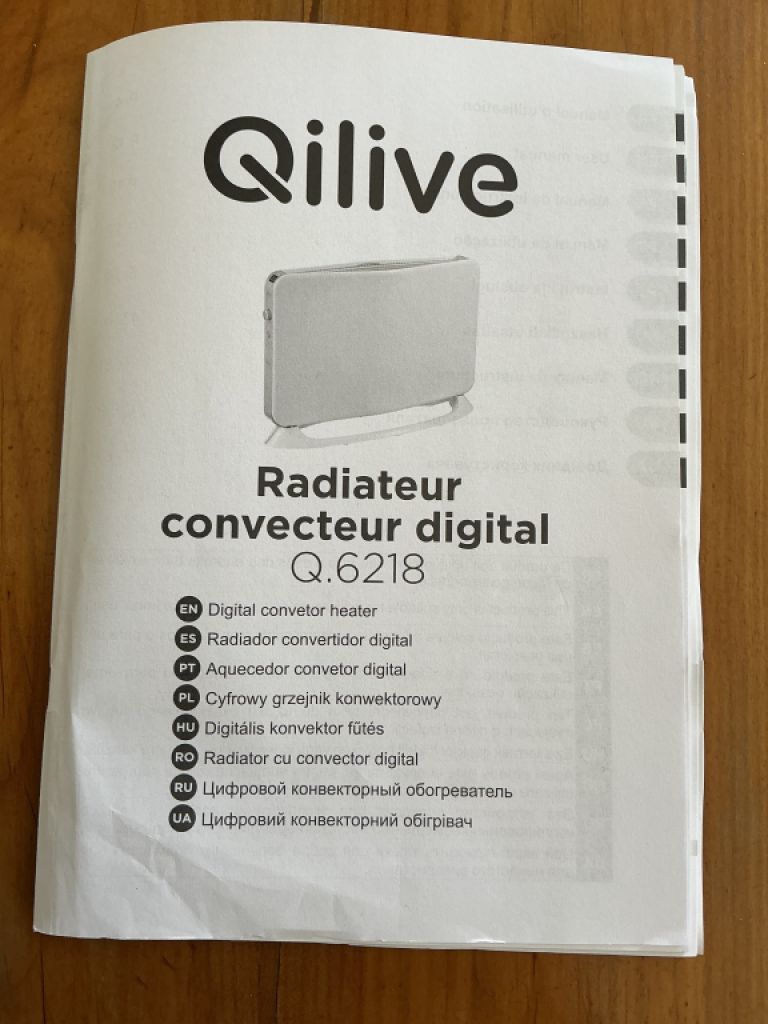 Qilive
Radiateur
convecteur digital
Q.6218
EN Digital convetor heater
ES Radiador convertidor digital
PT Aquecedor convetor digital
PL Cyfrowy grzejnik konwektorowy
HU Digitális konvektor fűtés
RO Radiator cu convector digital
RU Цифровой конвекторный обогреватель
UA Цифровий конвекторний обігрівач